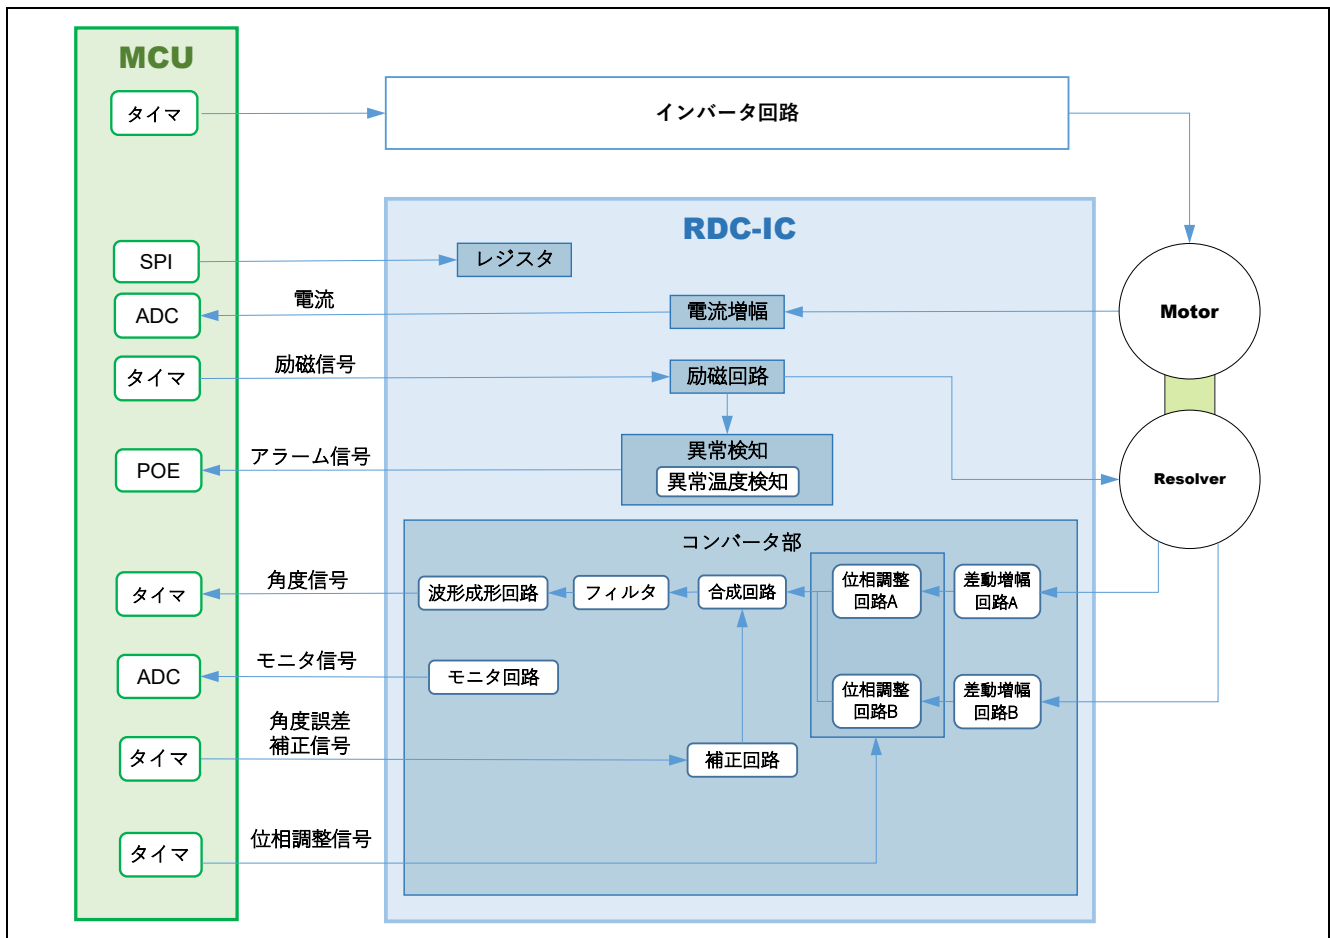 MCU
タイマ
インバータ回路
RDC-IC
SPI
レジスタ
ADC
電流
電流増幅
Motor
タイマ
励磁信号
励磁回路
POE
アラーム信号
異常検知
異常温度検知
Resolver
コンバータ部
タイマ
角度信号
波形成形回路
フィルタ
合成回路
位相調整
回路A
差動増幅
回路A
ADC
モニタ信号
モニタ回路
位相調整
回路B
差動増幅
回路B
タイマ
角度誤差
補正信号
補正回路
タイマ
位相調整信号